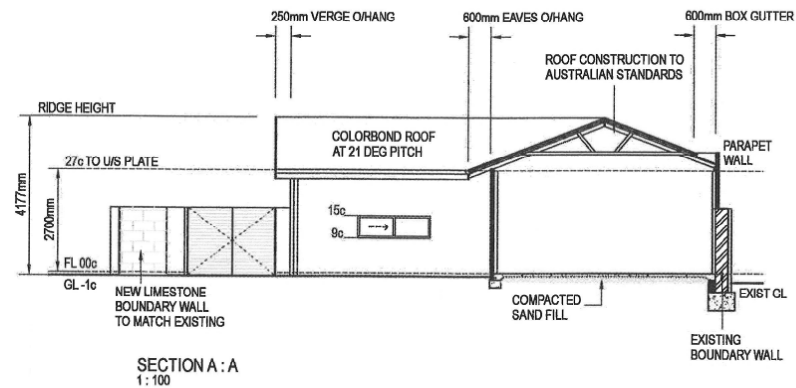 250mm VERGE O/HANG
600mm EAVES O/HANG
600mm BOX GUTTER
ROOF CONSTRUCTION TO
AUSTRALIAN STANDARDS
RIDGE HEIGHT
COLORBOND ROOF
AT 21 DEG PITCH
PARAPET
WALL
27c TO U/S PLATE
4177mm
2700mm
15c
9c
FL 00c
GL -1c
NEW LIMESTONE
BOUNDARY WALL
TO MATCH EXISTING
COMPACTED
SAND FILL
EXIST GL
EXISTING
BOUNDARY WALL
SECTION A : A
1 : 100